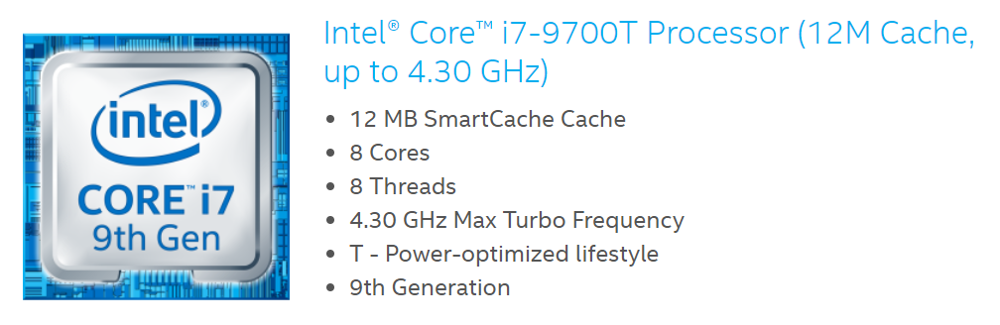 intel®
CORE™ i7
9th Gen
Intel® Core™ i7-9700T Processor (12M Cache,
up to 4.30 GHz)
• 12 MB SmartCache Cache
• 8 Cores
• 8 Threads
• 4.30 GHz Max Turbo Frequency
• T - Power-optimized lifestyle
• 9th Generation